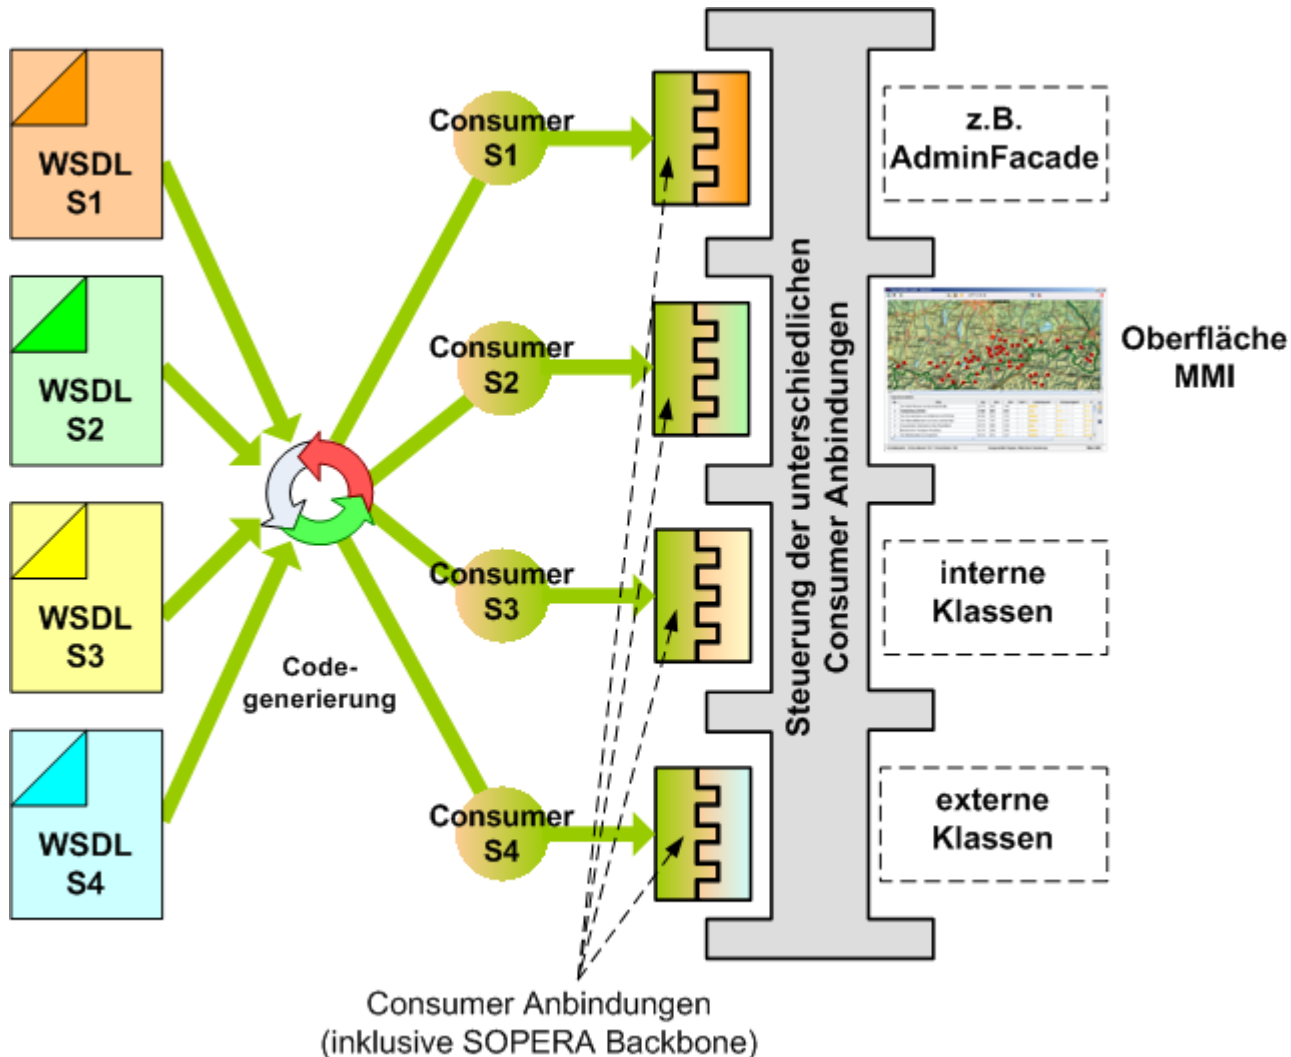 WSDL
S1
WSDL
S2
WSDL
S3
WSDL
S4
Code-
generierung
Consumer
S1
Consumer
S2
Consumer
S3
Consumer
S4
Steuerung der unterschiedlichen
Consumer Anbindungen
z.B.
AdminFacade
Oberfläche
MMI
interne
Klassen
externe
Klassen
Consumer Anbindungen
(inklusive SOPERA Backbone)